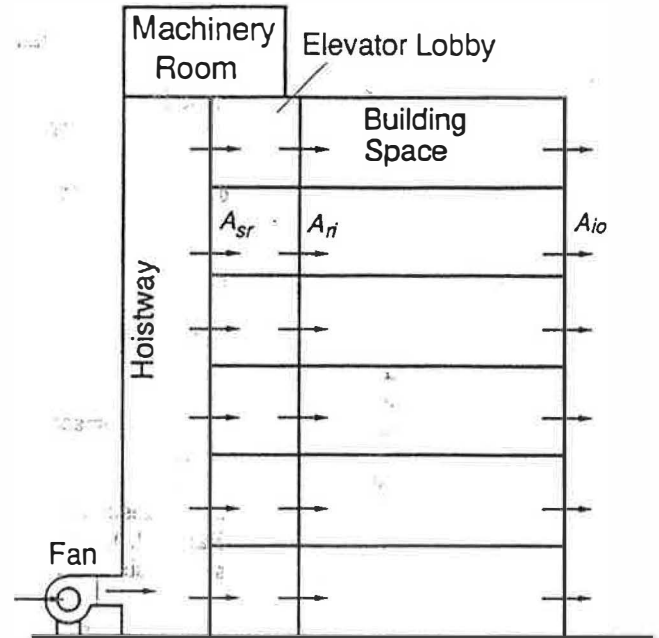 Machinery
Room
Elevator Lobby
Building
Space
A_sr
A_ri
A_io
Hoistway
Fan